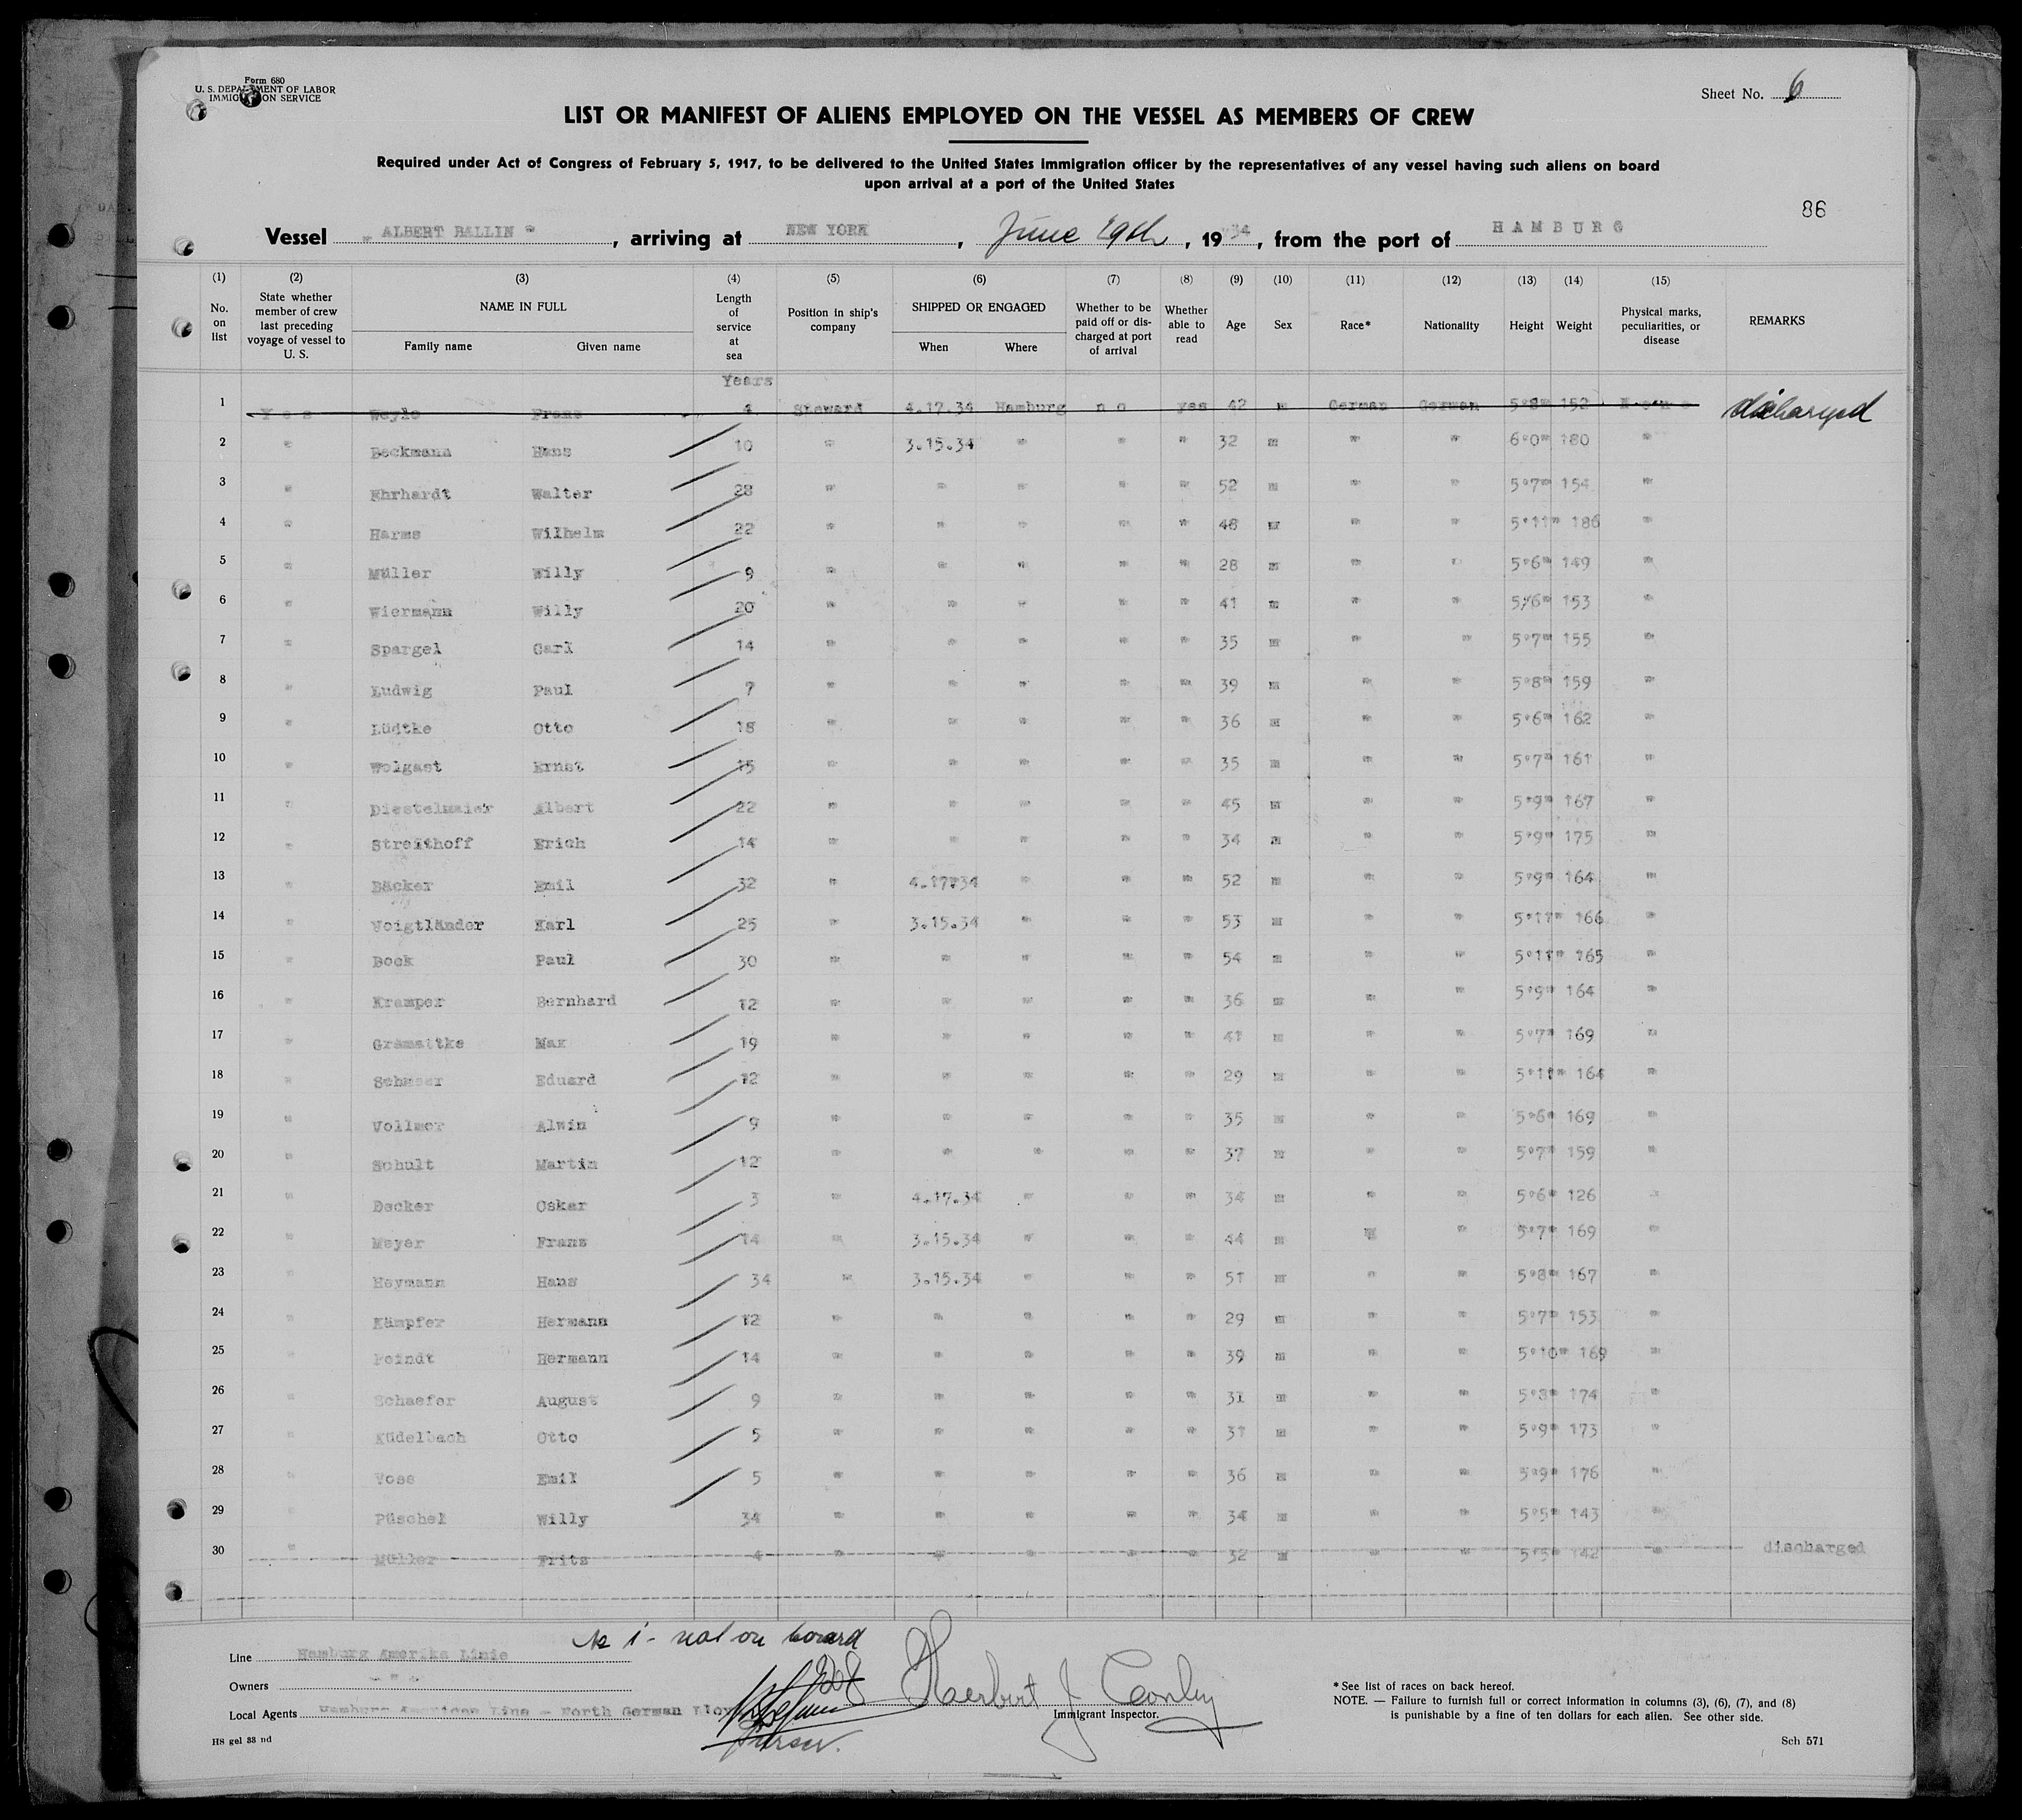 Form 680
U. S. DEPARTMENT OF LABOR
IMMIGRATION SERVICE
Sheet No. 6
LIST OR MANIFEST OF ALIENS EMPLOYED ON THE VESSEL AS MEMBERS OF CREW
Required under Act of Congress of February 5, 1917, to be delivered to the United States immigration officer by the representatives of any vessel having such aliens on board
upon arrival at a port of the United States
86
Vessel „ ALBERT BALLIN " , arriving at NEW YORK , June 19th , 1934 , from the port of HAMBURG
(1) (2) (3) (4) (5) (6) (7) (8) (9) (10) (11) (12) (13) (14) (15)
No. on list State whether member of crew last preceding voyage of vessel to U. S. NAME IN FULL Family name Given name Length of service at sea Position in ship's company SHIPPED OR ENGAGED When Where Whether to be paid off or discharged at port of arrival Whether able to read Age Sex Race* Nationality Height Weight Physical marks, peculiarities, or disease REMARKS
Years
1 Yes Weyle Franz 4 Steward 4.17.34 Hamburg no yes 42 m German German 5'8" 152 None discharged
2 " Beckmann Hans 10 " 3.15.34 " " " 32 m " " 6'0" 180 "
3 " Ehrhardt Walter 28 " " " " " 52 m " " 5'7" 154 "
4 " Harms Wilhelm 22 " " " " " 48 m " " 5'11" 186 "
5 " Müller Willy 9 " " " " " 28 m " " 5'6" 149 "
6 " Wiermann Willy 20 " " " " " 41 m " " 5'6" 153 "
7 " Spargel Carl 14 " " " " " 35 m " " 5'7" 155 "
8 " Ludwig Paul 7 " " " " " 39 m " " 5'8" 159 "
9 " Lüdtke Otto 18 " " " " " 36 m " " 5'6" 162 "
10 " Wolgast Ernst 15 " " " " " 35 m " " 5'7" 161 "
11 " Diestelmaier Albert 22 " " " " " 45 m " " 5'9" 167 "
12 " Streithoff Erich 14 " " " " " 34 m " " 5'9" 175 "
13 " Bäcker Emil 32 " 4.17.34 " " " 52 m " " 5'9" 164 "
14 " Voigtländer Karl 25 " 3.15.34 " " " 53 m " " 5'11" 166 "
15 " Bock Paul 30 " " " " " 54 m " " 5'11" 165 "
16 " Kramper Bernhard 12 " " " " " 36 m " " 5'9" 164 "
17 " Gramattke Max 19 " " " " " 41 m " " 5'7" 169 "
18 " Eduard 12 " " " " " 29 m " " 5'11" 164 "
19 " Vollmer Alwin 9 " " " " " 35 m " " 5'6" 169 "
20 " Schult Martin 12 " " " " " 37 m " " 5'7" 159 "
21 " Decker Oskar 3 " 4.17.34 " " " 34 m " " 5'6" 126 "
22 " Meyer Franz 14 " 3.15.34 " " " 44 m " " 5'7" 169 "
23 " Heymann Hans 34 " 3.15.34 " " " 51 m " " 5'8" 167 "
24 " Kämpfer Hermann 12 " " " " " 29 m " " 5'7" 153 "
25 " Feindt Hermann 14 " " " " " 39 m " " 5'10" 169 "
26 " Schaefer August 9 " " " " " 31 m " " 5'8" 174 "
27 " Küdelbach Otto 5 " " " " " 31 m " " 5'9" 173 "
28 " Voss Emil 5 " " " " " 36 m " " 5'9" 176 "
29 " Püschel Willy 34 " " " " " 34 m " " 5'5" 143 "
30 " Müller Fritz 4 " " " " " 32 m " " 5'5" 142 " discharged
No 1 - not on board
Line Hamburg Amerika Linie
Owners - " -
Local Agents Hamburg American Line - North German Lloyd
Purser.
Herbert J Conley
Immigrant Inspector.
* See list of races on back hereof.
NOTE. — Failure to furnish full or correct information in columns (3), (6), (7), and (8)
is punishable by a fine of ten dollars for each alien. See other side.
HS gel 33 nd
Sch 571